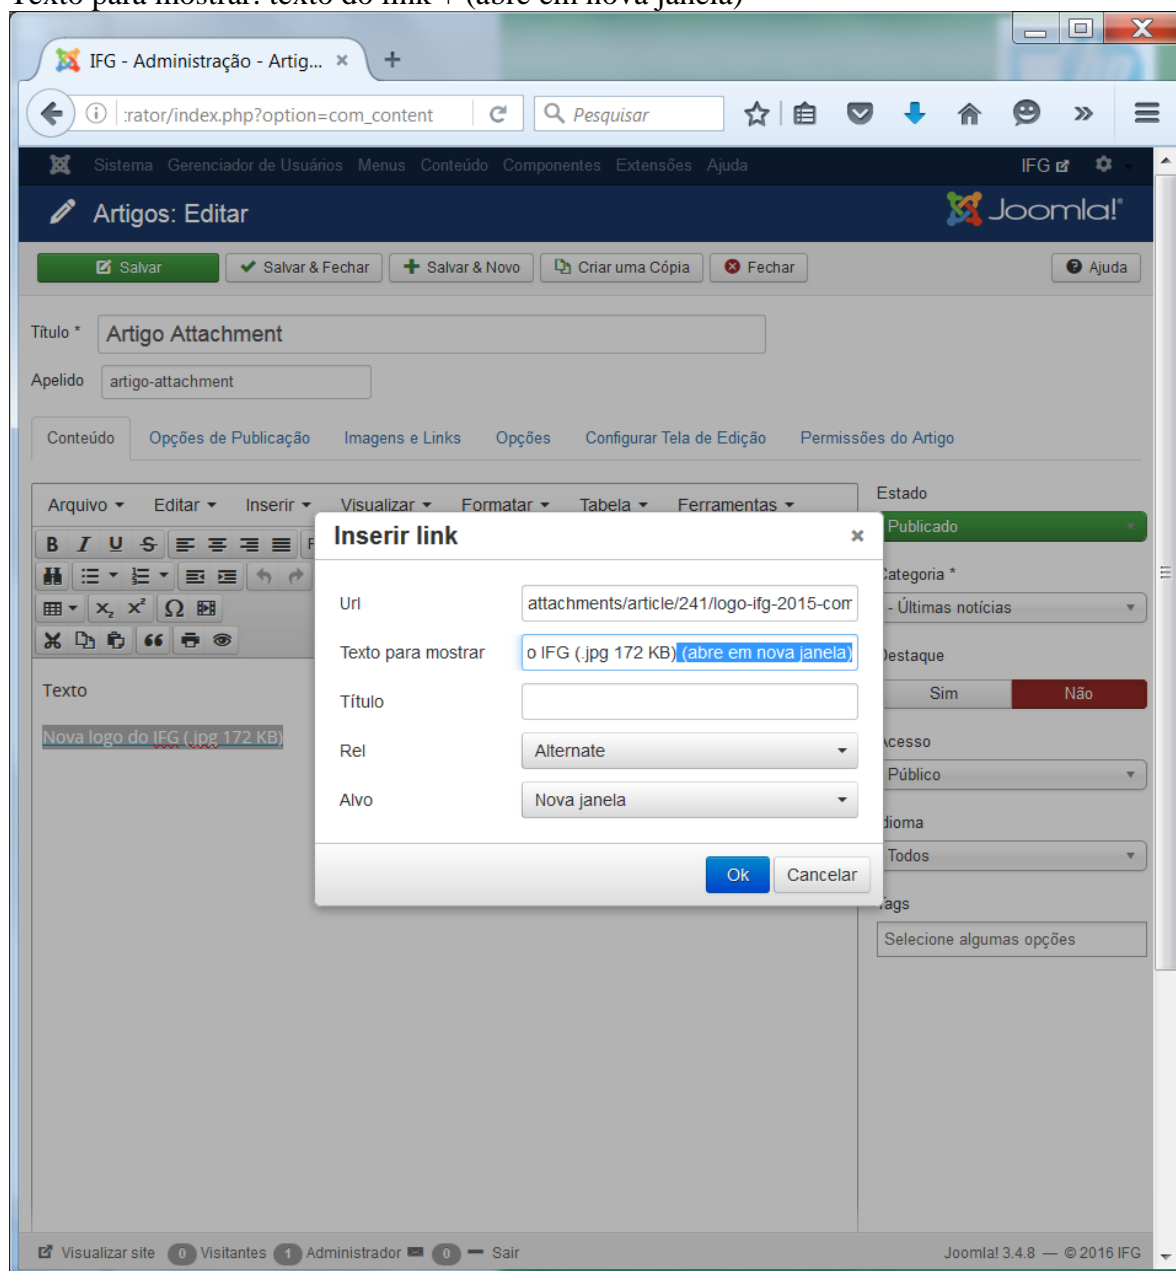 Texto para mostrar: texto do link + (abre em nova janela)
IFG - Administração - Artig...
:rator/index.php?option=com_content
Pesquisar
Sistema Gerenciador de Usuários Menus Conteúdo Componentes Extensões Ajuda IFG
Artigos: Editar
Joomla!®
Salvar Salvar & Fechar Salvar & Novo Criar uma Cópia Fechar Ajuda
Título * Artigo Attachment
Apelido artigo-attachment
Conteúdo Opções de Publicação Imagens e Links Opções Configurar Tela de Edição Permissões do Artigo
Arquivo Editar Inserir Visualizar Formatar Tabela Ferramentas
Texto
Nova logo do IFG (.jpg 172 KB)
Inserir link
Url attachments/article/241/logo-ifg-2015-com
Texto para mostrar o IFG (.jpg 172 KB) (abre em nova janela)
Título
Rel Alternate
Alvo Nova janela
Ok Cancelar
Estado
Publicado
Categoria *
- Últimas notícias
Destaque
Sim Não
Acesso
Público
Idioma
Todos
Tags
Selecione algumas opções
Visualizar site 0 Visitantes 1 Administrador 0 Sair
Joomla! 3.4.8 — © 2016 IFG